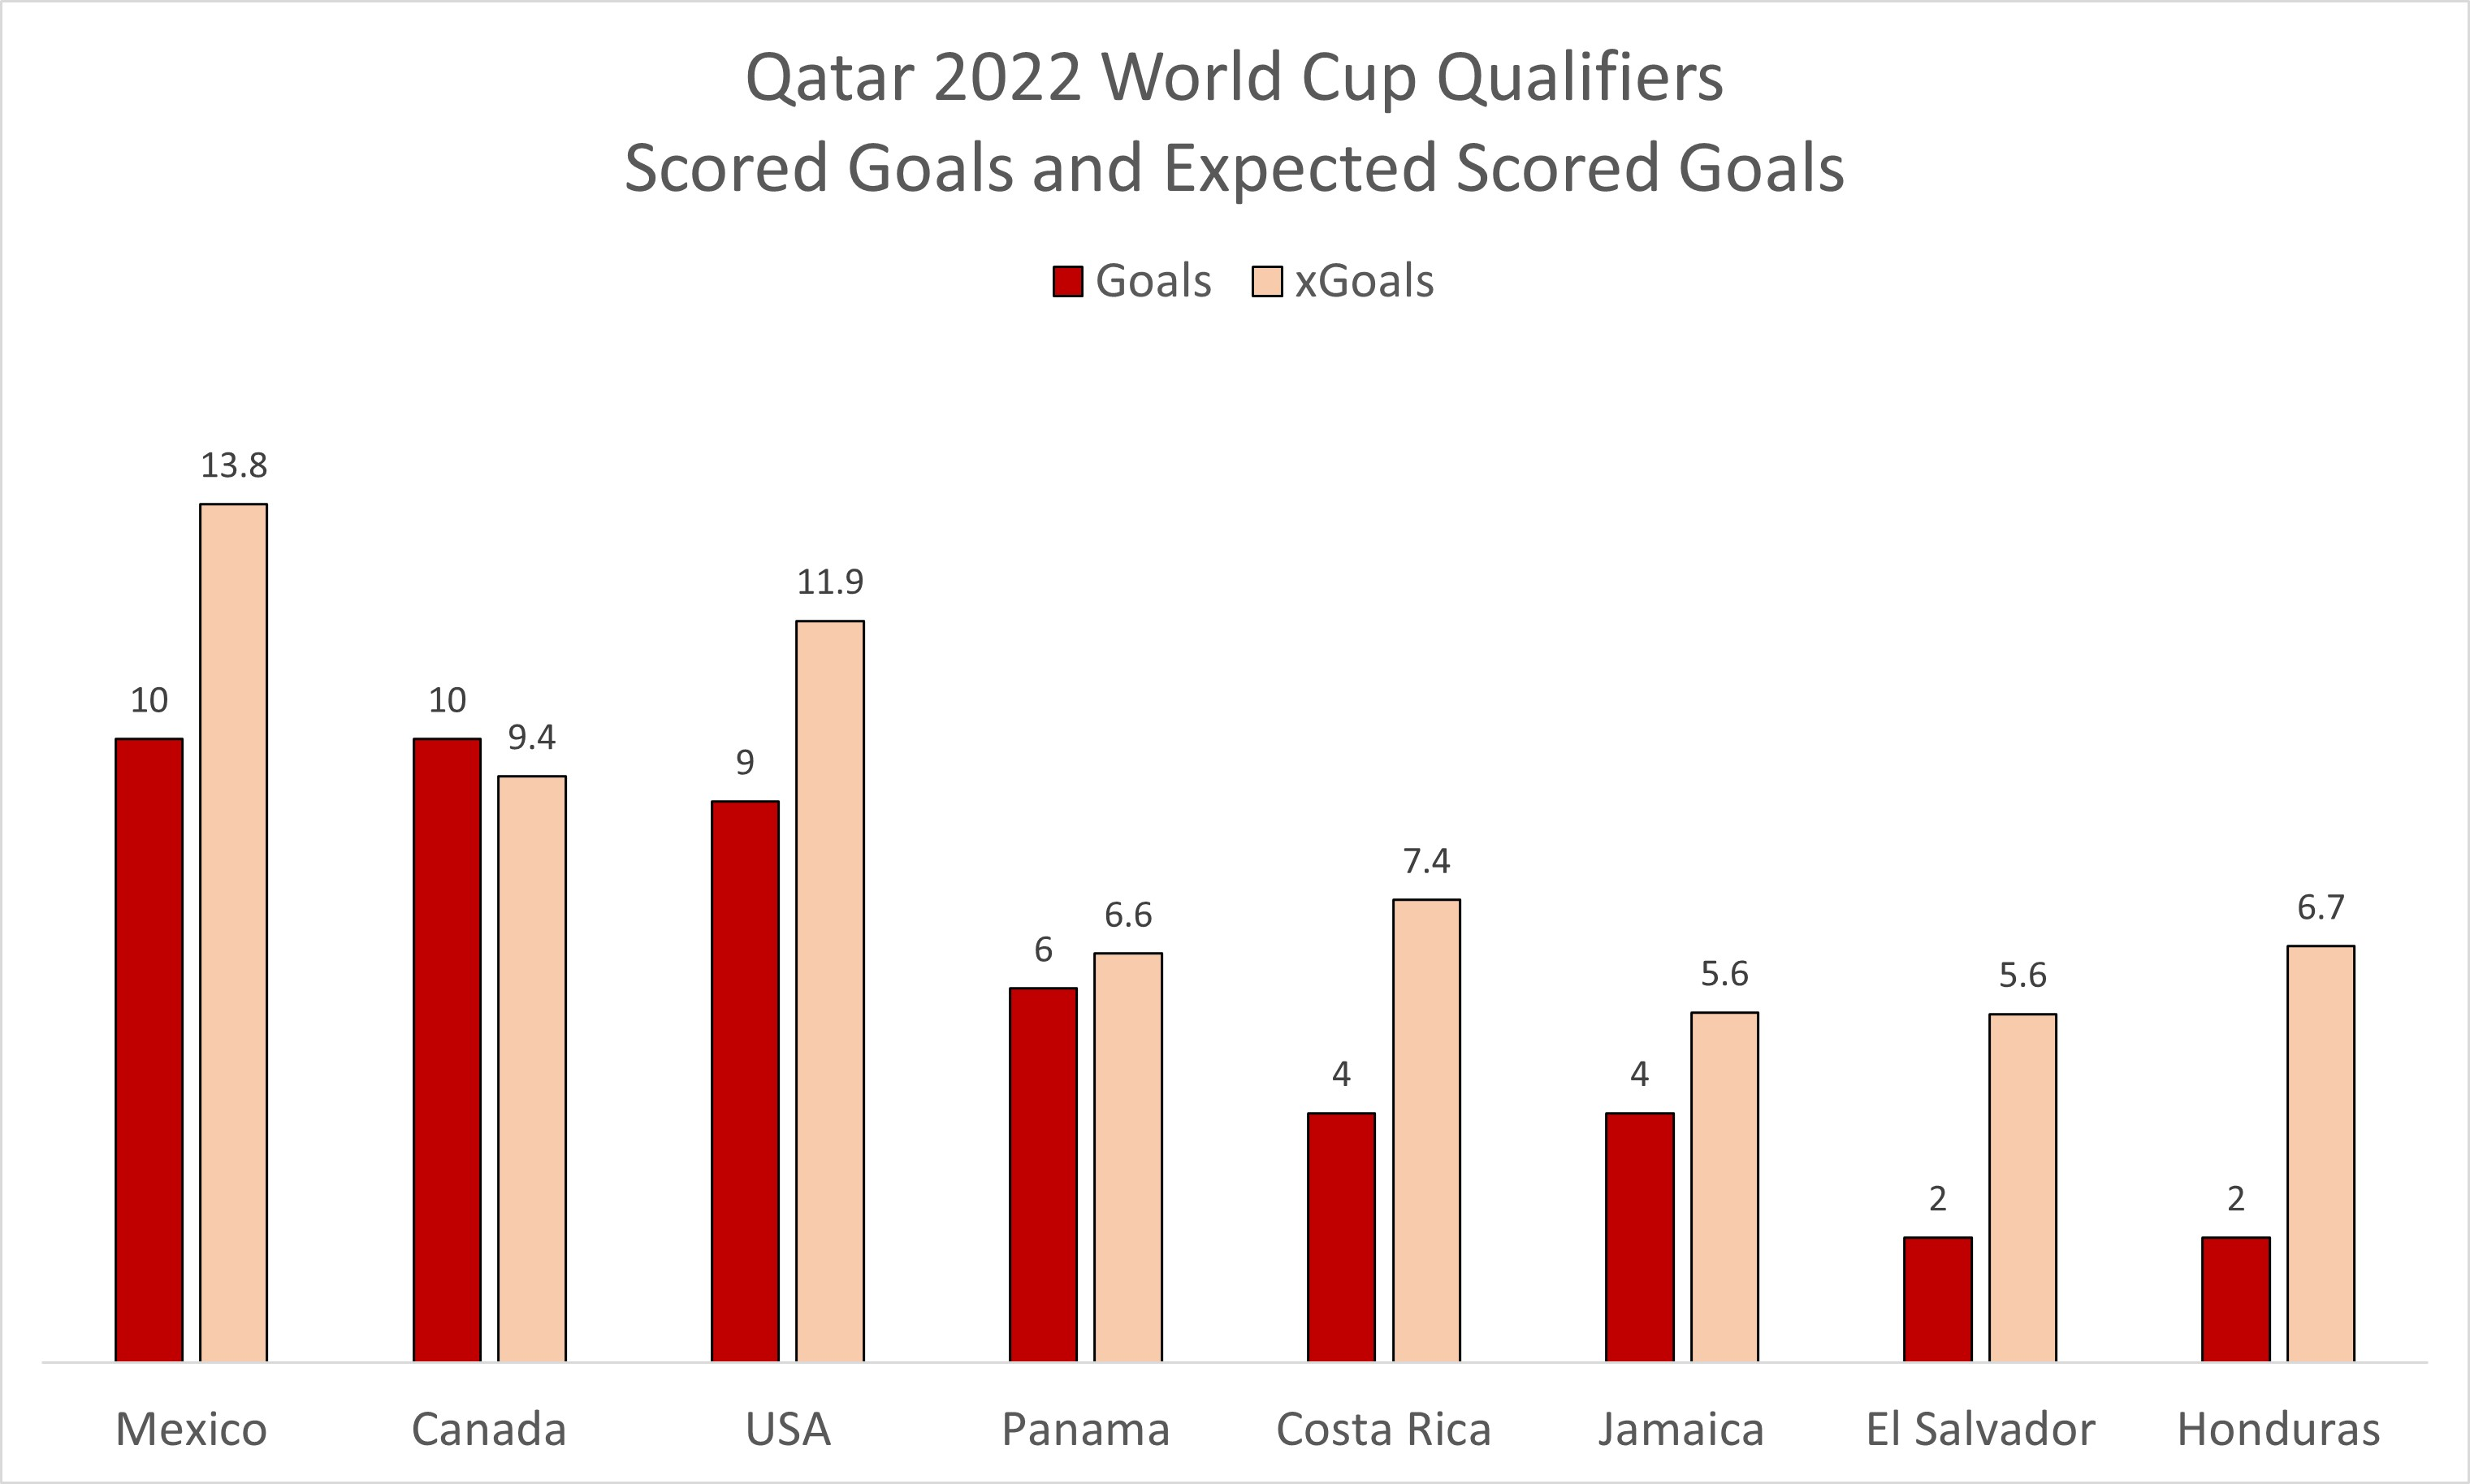 Qatar 2022 World Cup Qualifiers
Scored Goals and Expected Scored Goals
Goals xGoals
13.8
11.9
10 10
9.4
9
7.4
6.6 6.7
6
5.6 5.6
4 4
2 2
Mexico Canada USA Panama Costa Rica Jamaica El Salvador Honduras